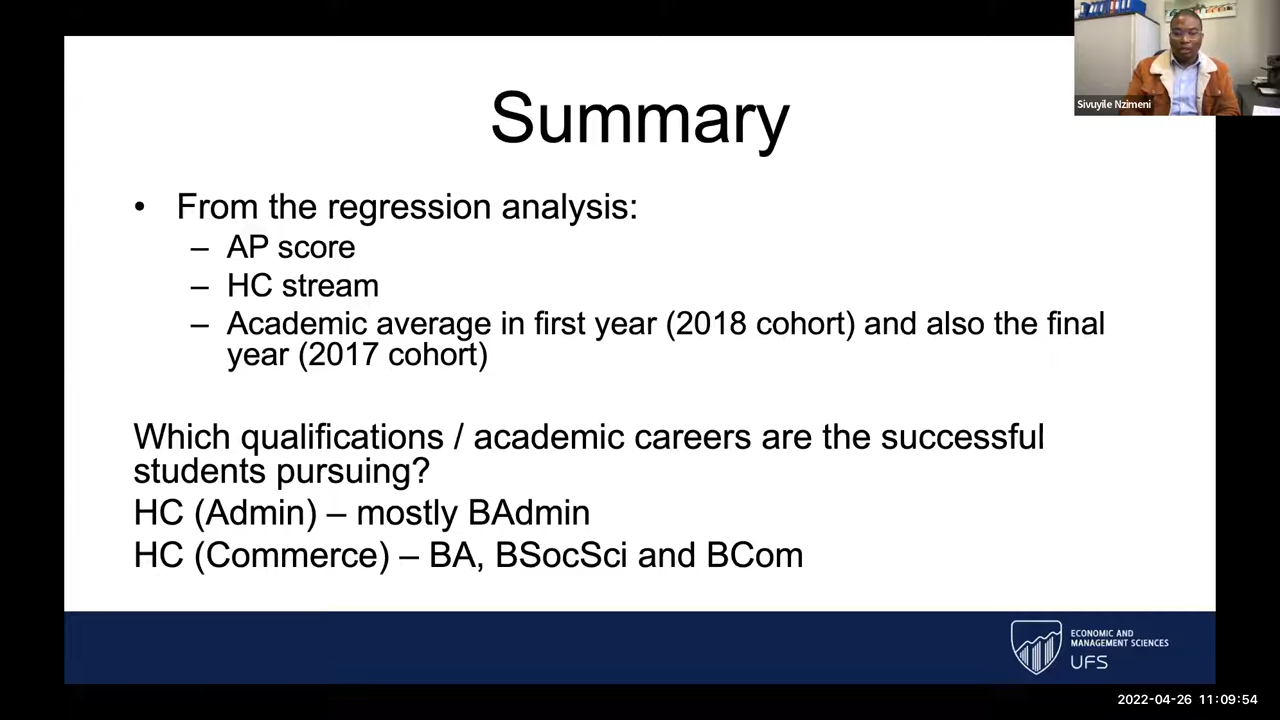 Summary
Sivuyile Nzimeni
• From the regression analysis:
– AP score
– HC stream
– Academic average in first year (2018 cohort) and also the final
year (2017 cohort)
Which qualifications / academic careers are the successful
students pursuing?
HC (Admin) – mostly BAdmin
HC (Commerce) – BA, BSocSci and BCom
ECONOMIC AND
MANAGEMENT SCIENCES
UFS
2022-04-26 11:09:54